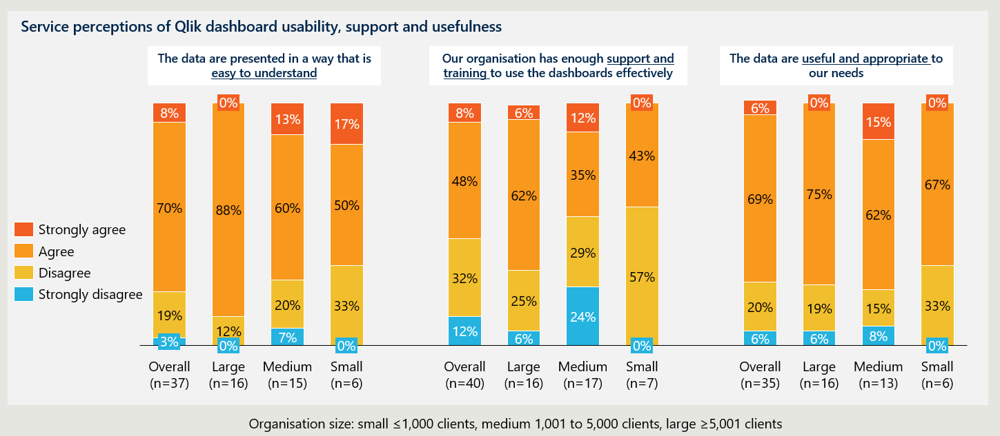 Service perceptions of Qlik dashboard usability, support and usefulness
The data are presented in a way that is
easy to understand
Our organisation has enough support and
training to use the dashboards effectively
The data are useful and appropriate to
our needs
Strongly agree
Agree
Disagree
Strongly disagree
8%
70%
19%
3%
0%
88%
12%
0%
13%
60%
20%
7%
17%
50%
33%
0%
Overall
(n=37)
Large
(n=16)
Medium
(n=15)
Small
(n=6)
8%
48%
32%
12%
6%
62%
25%
6%
12%
35%
29%
24%
0%
43%
57%
0%
Overall
(n=40)
Large
(n=16)
Medium
(n=17)
Small
(n=7)
6%
69%
20%
6%
0%
75%
19%
6%
15%
62%
15%
8%
0%
67%
33%
0%
Overall
(n=35)
Large
(n=16)
Medium
(n=13)
Small
(n=6)
Organisation size: small ≤1,000 clients, medium 1,001 to 5,000 clients, large ≥5,001 clients